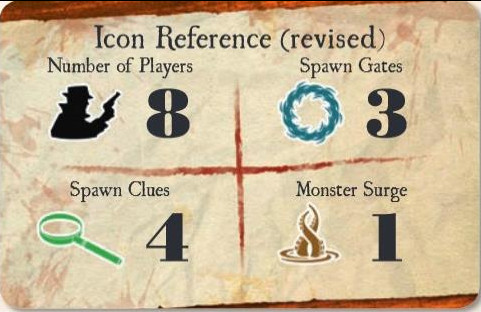 Icon Reference (revised)
Number of Players
8
Spawn Gates
3
Spawn Clues
4
Monster Surge
1